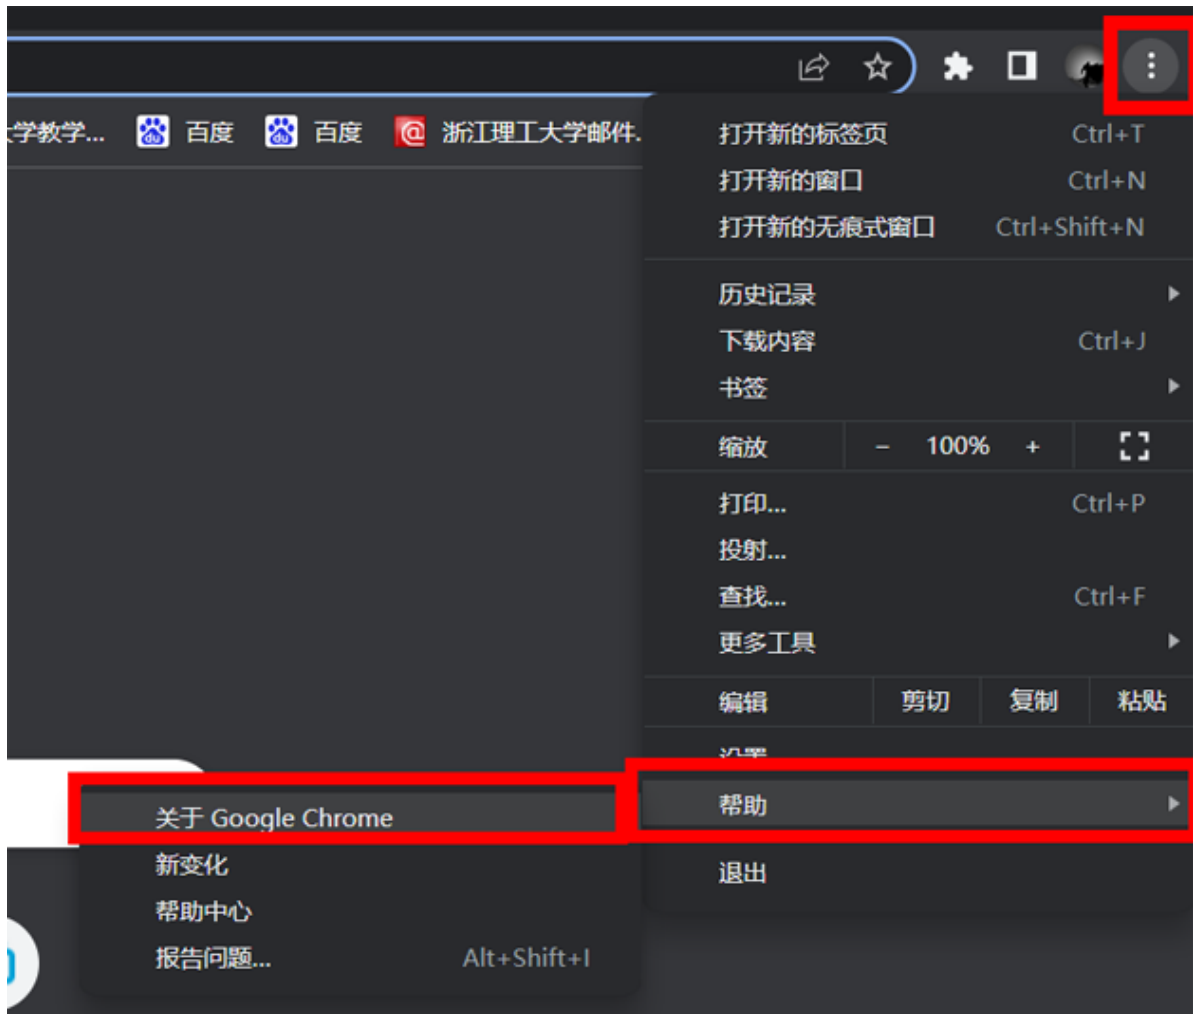 学教学... 百度 百度 浙江理工大学邮件.
打开新的标签页 Ctrl+T
打开新的窗口 Ctrl+N
打开新的无痕式窗口 Ctrl+Shift+N
历史记录
下载内容 Ctrl+J
书签
缩放 − 100% +
打印... Ctrl+P
投射...
查找... Ctrl+F
更多工具
编辑 剪切 复制 粘贴
设置
帮助
退出
关于 Google Chrome
新变化
帮助中心
报告问题... Alt+Shift+I